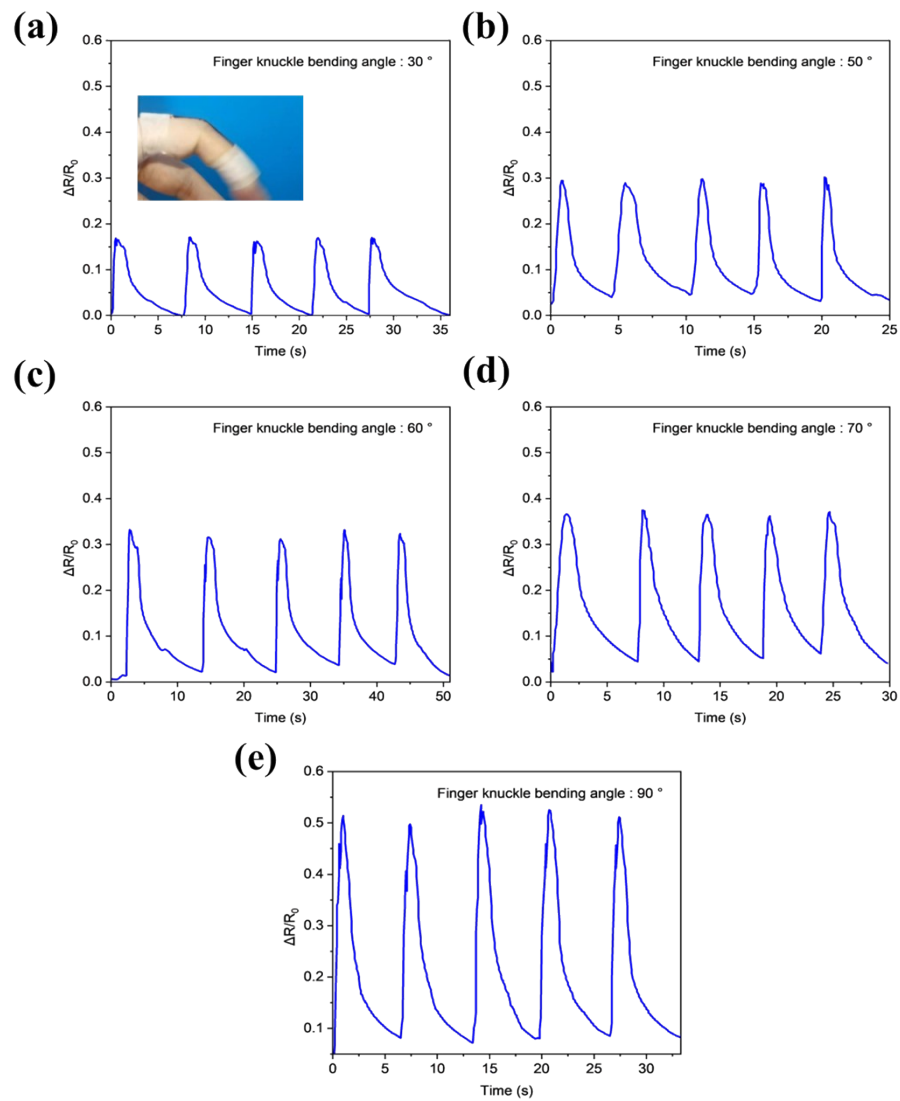 (a)
Finger knuckle bending angle : 30 °
0.6
0.5
0.4
0.3
0.2
0.1
0.0
ΔR/R0
0 5 10 15 20 25 30 35
Time (s)
(b)
Finger knuckle bending angle : 50 °
0.6
0.5
0.4
0.3
0.2
0.1
0.0
ΔR/R0
0 5 10 15 20 25
Time (s)
(c)
Finger knuckle bending angle : 60 °
0.6
0.5
0.4
0.3
0.2
0.1
0.0
ΔR/R0
0 10 20 30 40 50
Time (s)
(d)
Finger knuckle bending angle : 70 °
0.6
0.5
0.4
0.3
0.2
0.1
0.0
ΔR/R0
0 5 10 15 20 25 30
Time (s)
(e)
Finger knuckle bending angle : 90 °
0.6
0.5
0.4
0.3
0.2
0.1
ΔR/R0
0 5 10 15 20 25 30
Time (s)